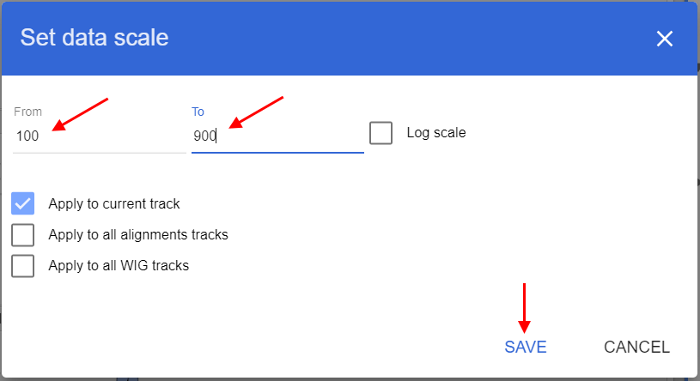 Set data scale
From To
100 900 Log scale
Apply to current track
Apply to all alignments tracks
Apply to all WIG tracks
SAVE CANCEL